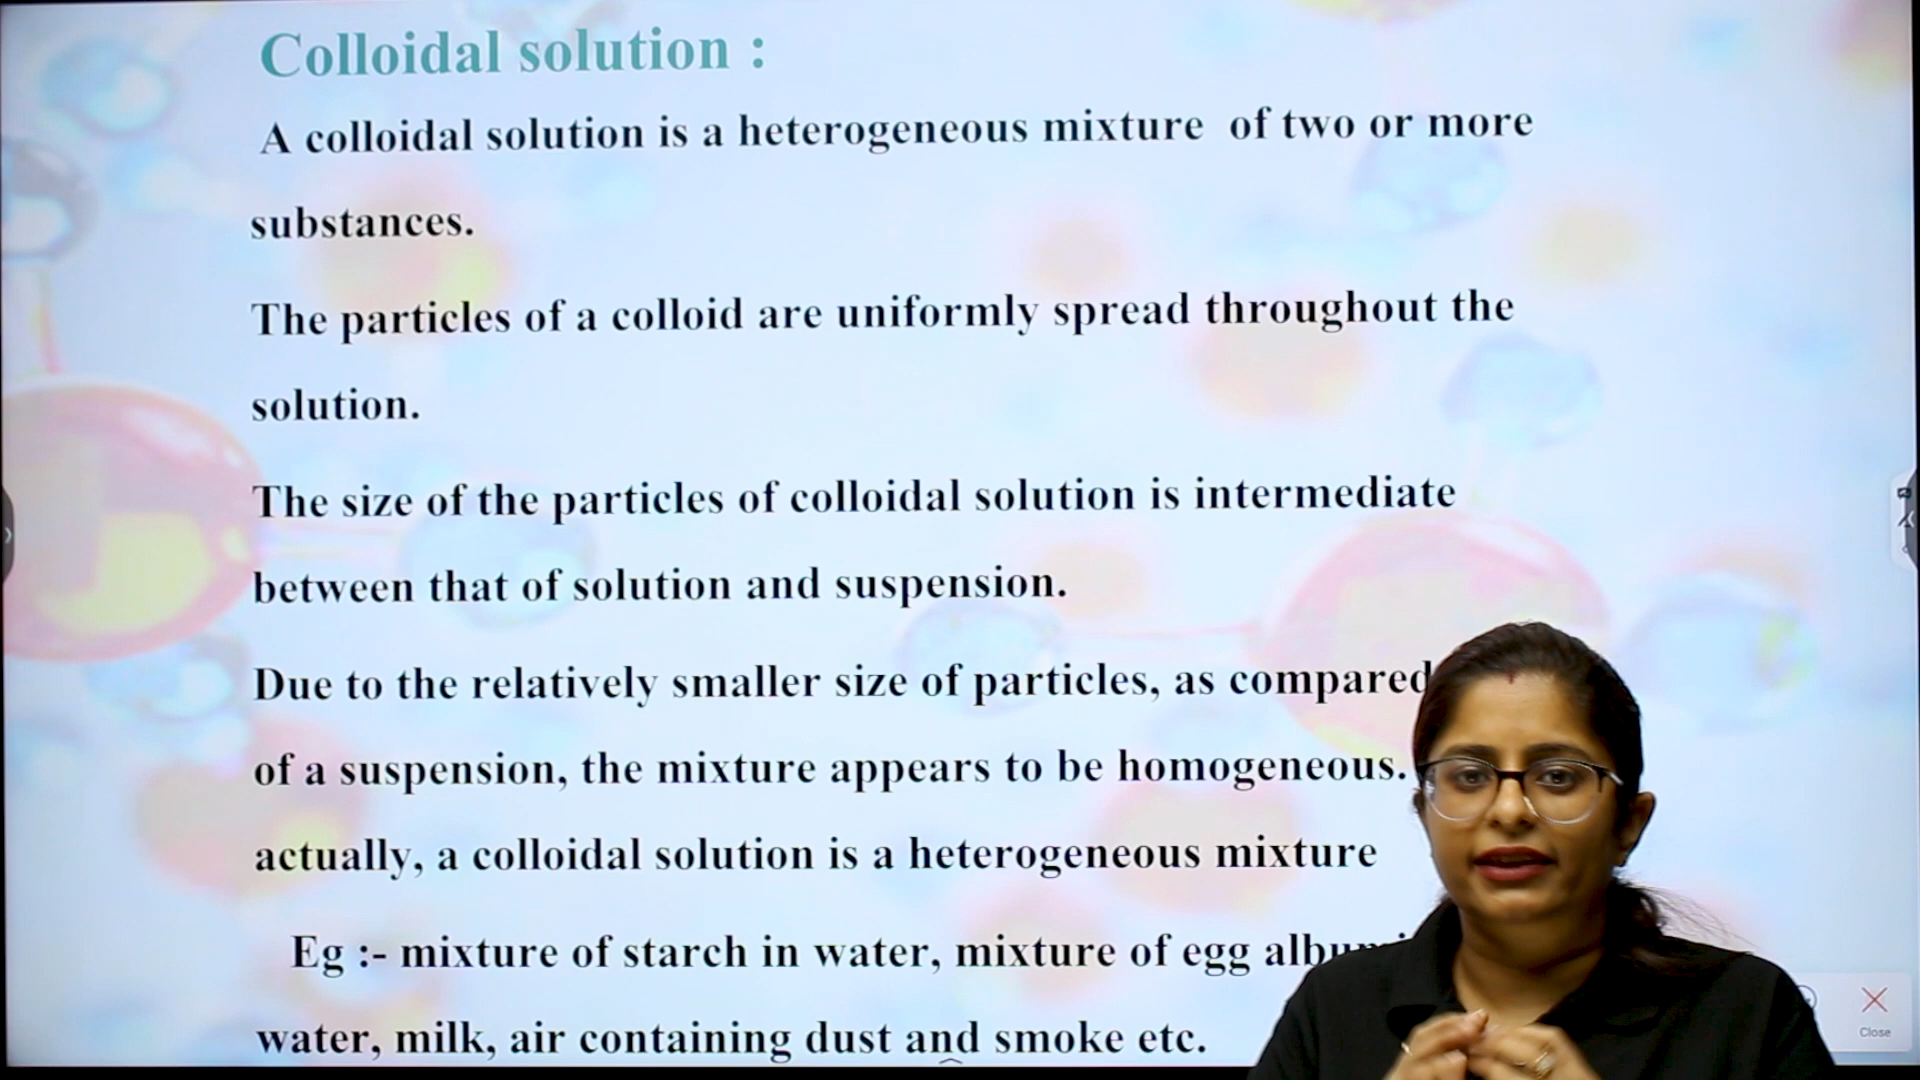 Colloidal solution :
A colloidal solution is a heterogeneous mixture of two or more
substances.
The particles of a colloid are uniformly spread throughout the
solution.
The size of the particles of colloidal solution is intermediate
between that of solution and suspension.
Due to the relatively smaller size of particles, as compared
of a suspension, the mixture appears to be homogeneous.
actually, a colloidal solution is a heterogeneous mixture
Eg :- mixture of starch in water, mixture of egg
water, milk, air containing dust and smoke etc.
Close